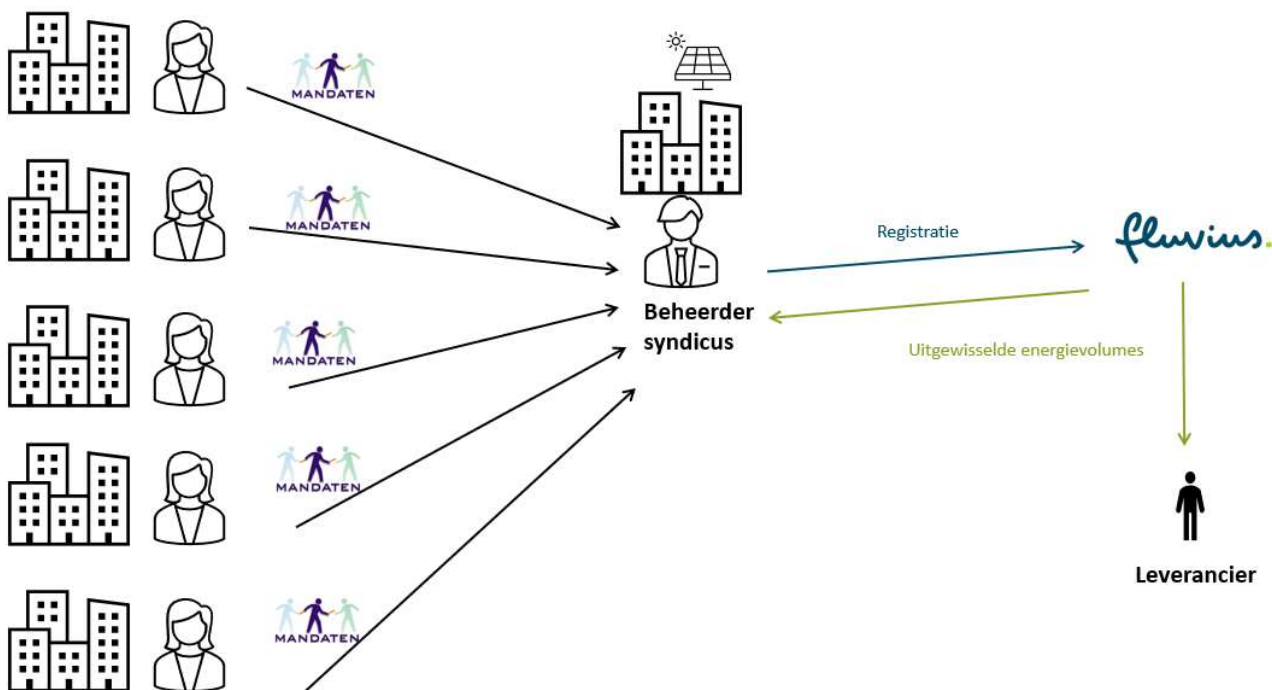 MANDATEN
MANDATEN
Registratie
fluvius.
Beheerder
syndicus
MANDATEN
Uitgewisselde energievolumes
MANDATEN
Leverancier
MANDATEN